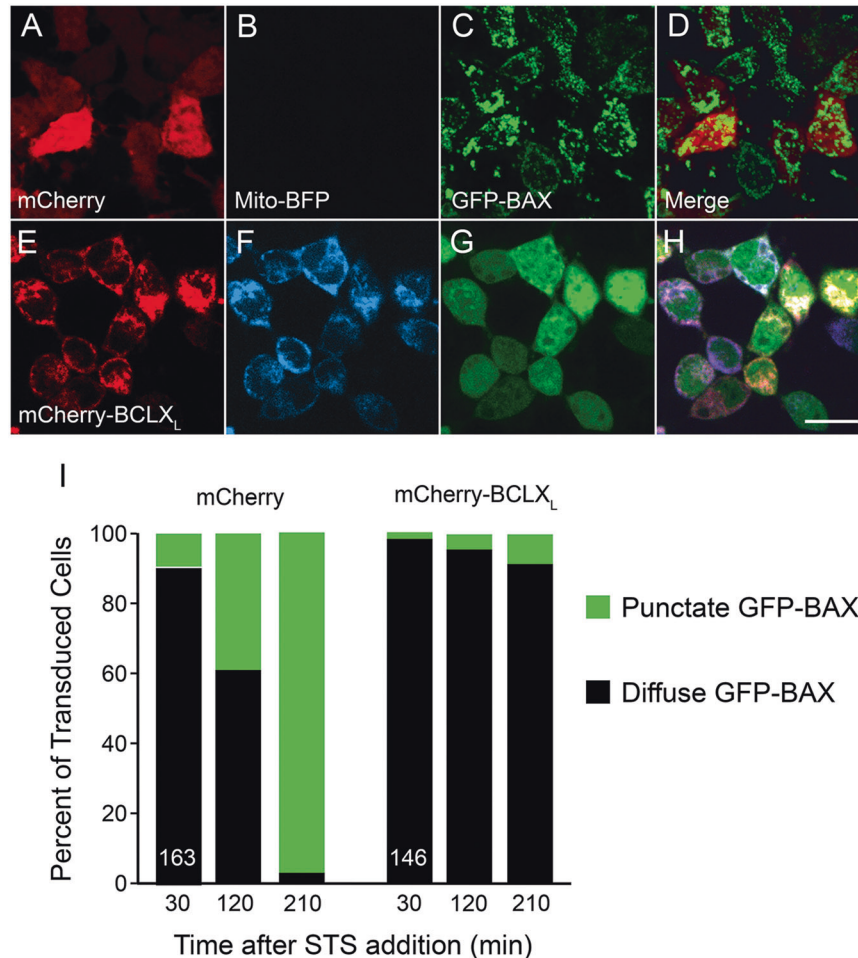 A B C D
mCherry Mito-BFP GFP-BAX Merge
E F G H
mCherry-BCLX_L
I
mCherry mCherry-BCLX_L
Percent of Transduced Cells
100
80
60
40
20
0
163 146
30 120 210 30 120 210
Time after STS addition (min)
Punctate GFP-BAX
Diffuse GFP-BAX